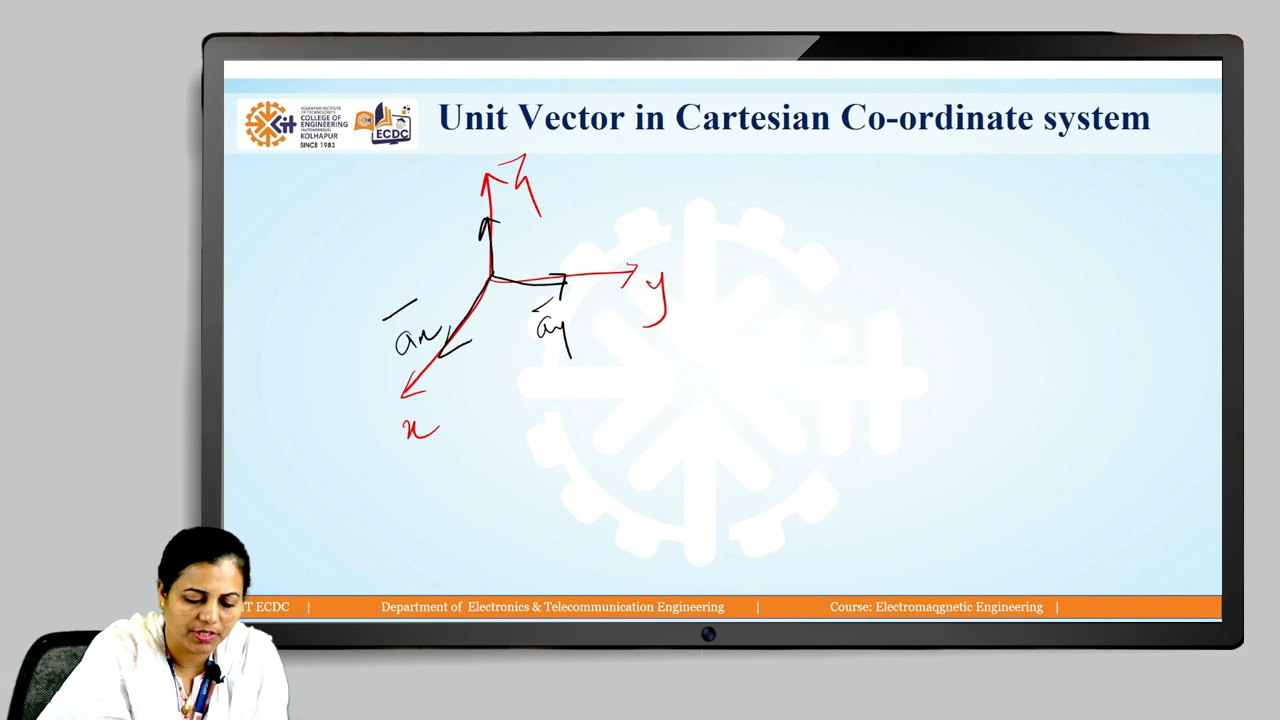 KOLHAPUR INSTITUTE
OF TECHNOLOGY'S
COLLEGE OF
ENGINEERING
(AUTONOMOUS)
KOLHAPUR
SINCE 1983
ECDC
Unit Vector in Cartesian Co-ordinate system
z
y
āx
āy
x
T ECDC |
Department of Electronics & Telecommunication Engineering |
Course: Electromaqgnetic Engineering |